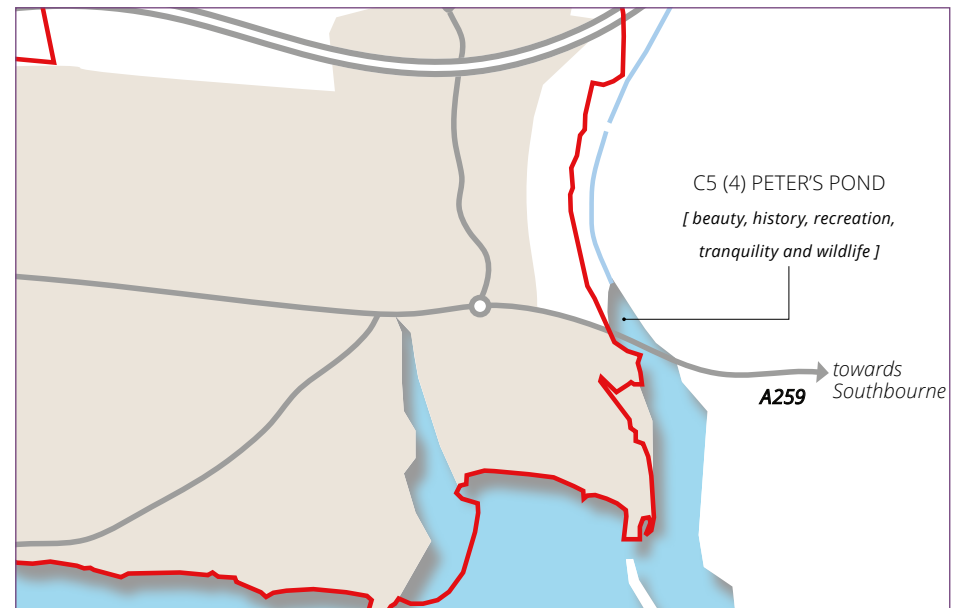 C5 (4) PETER’S POND
[ beauty, history, recreation,
tranquility and wildlife ]
towards
Southbourne
A259